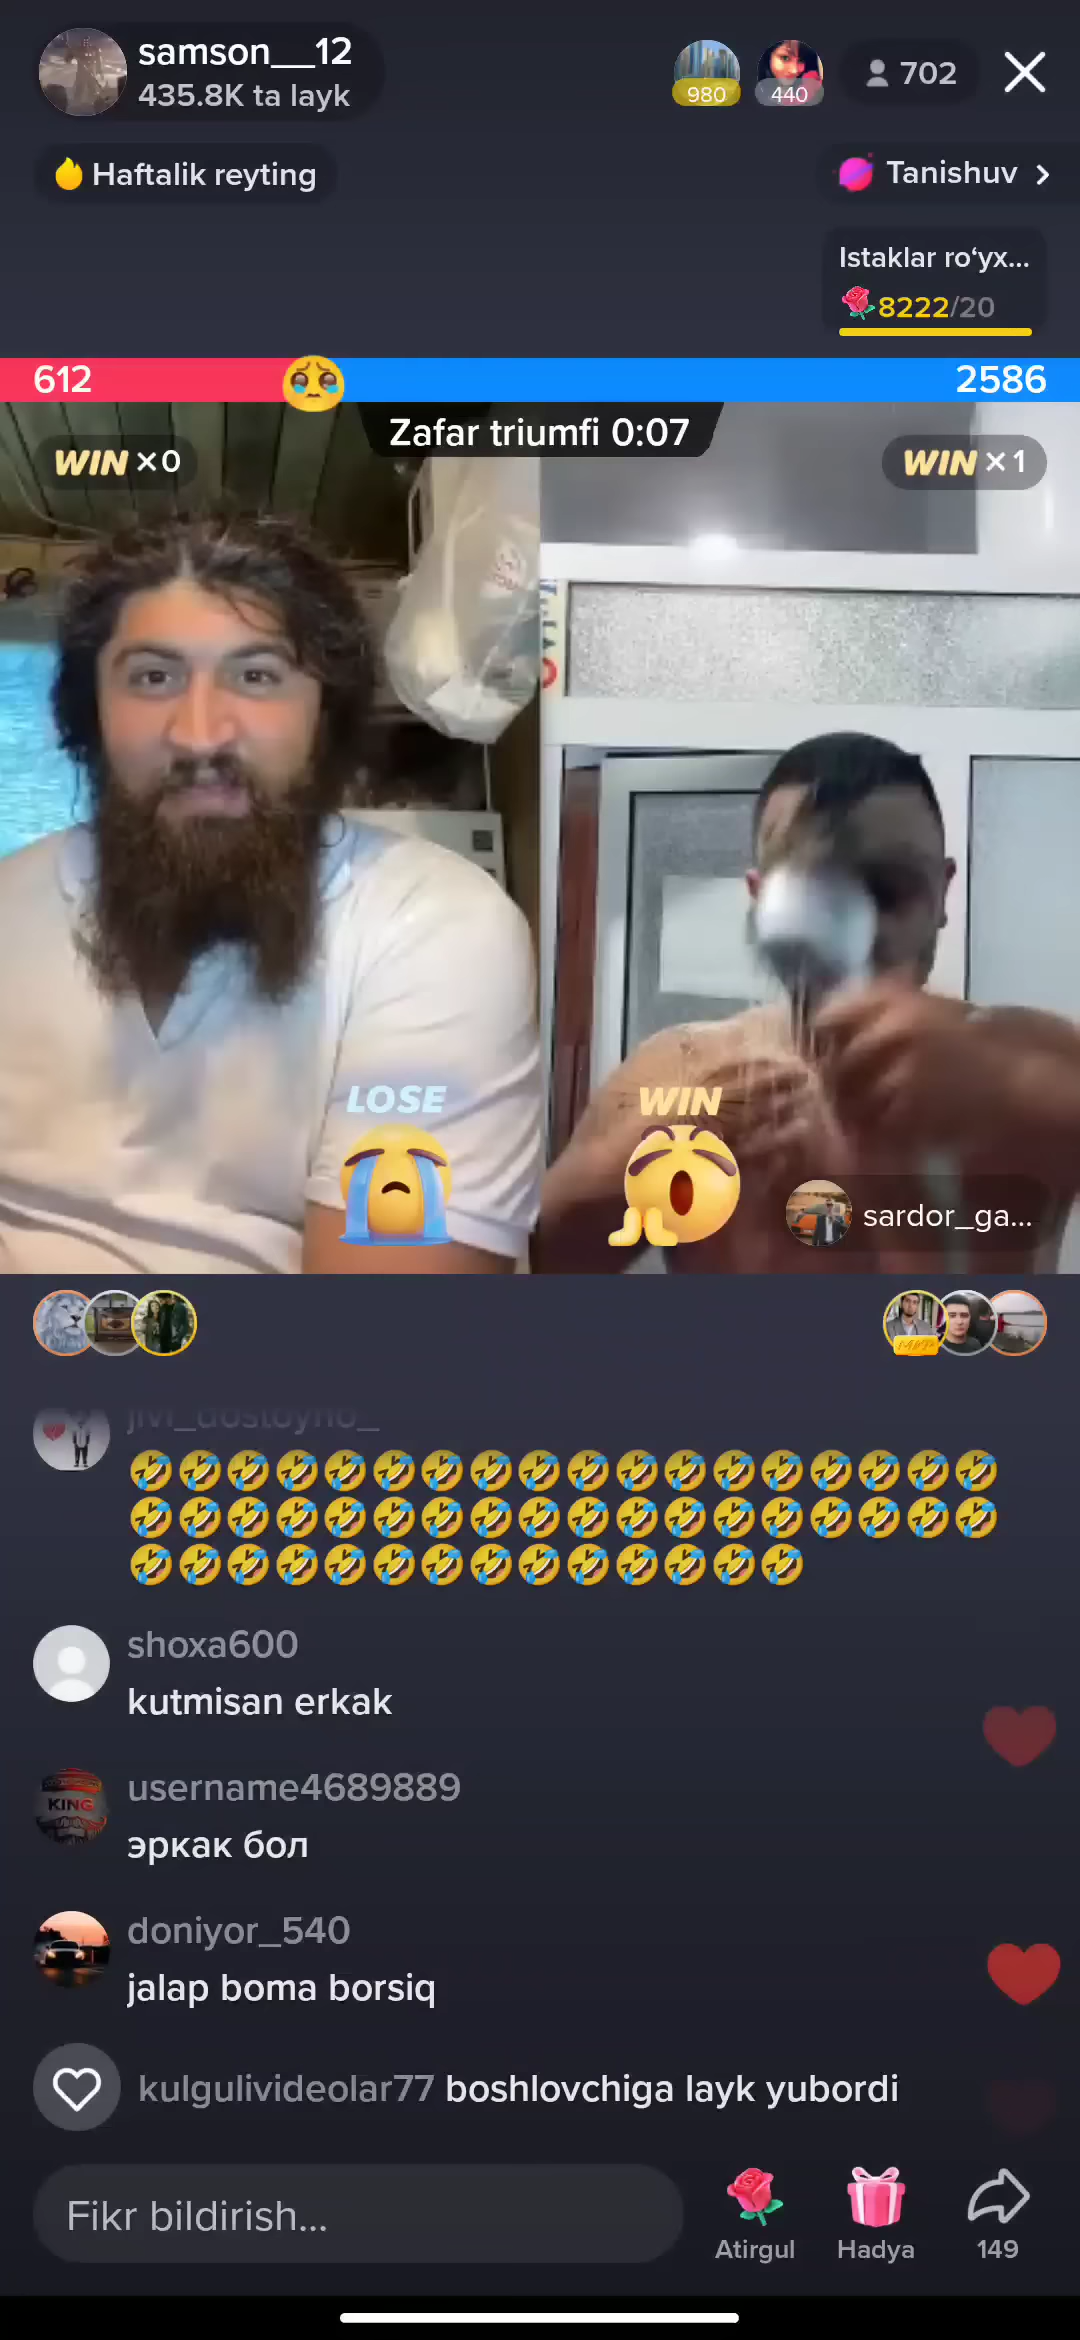 samson__12
435.8K ta layk
980
440
702
Haftalik reyting
Tanishuv
Istaklar ro‘yx...
8222/20
612
2586
Zafar triumfi 0:07
WIN ×0
WIN ×1
LOSE
WIN
sardor_ga...
jivi_dostoyno_
shoxa600
kutmisan erkak
KING
username4689889
эркак бол
doniyor_540
jalap boma borsiq
kulgulivideolar77 boshlovchiga layk yubordi
Fikr bildirish...
Atirgul
Hadya
149